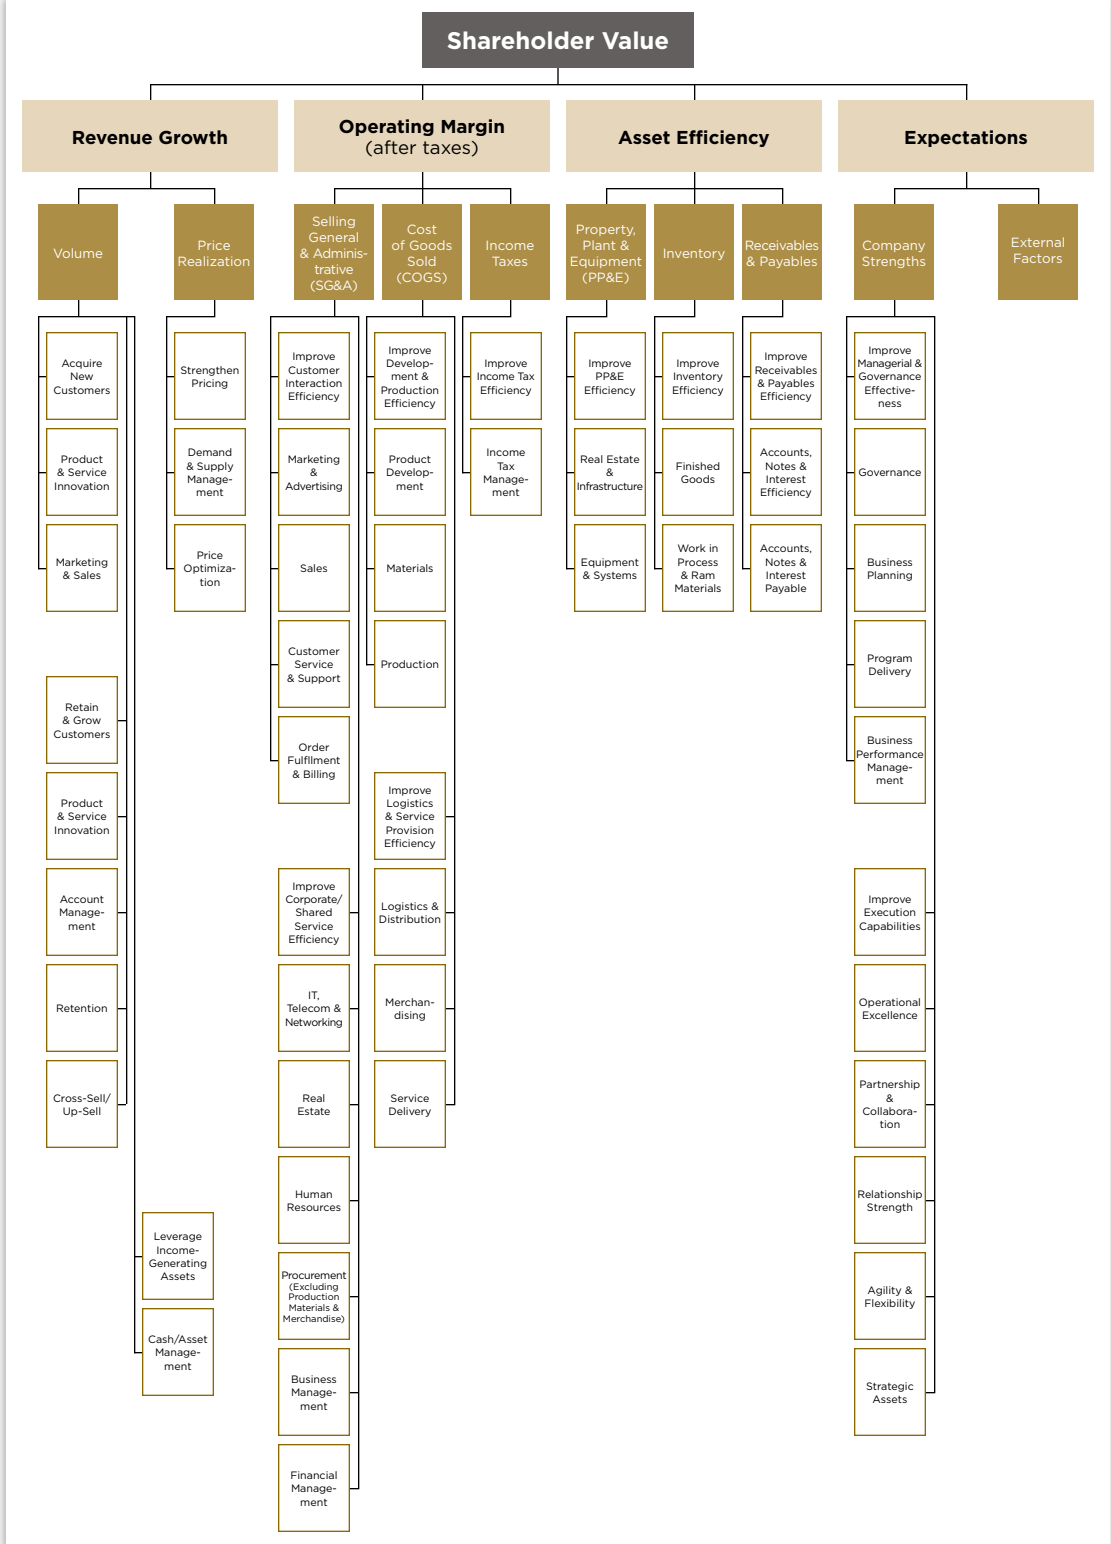 Shareholder Value
Revenue Growth
Operating Margin
(after taxes)
Asset Efficiency
Expectations
Volume
Price
Realization
Selling
General
& Adminis-
trative
(SG&A)
Cost
of Goods
Sold
(COGS)
Income
Taxes
Property,
Plant &
Equipment
(PP&E)
Inventory
Receivables
& Payables
Company
Strengths
External
Factors
Acquire
New
Customers
Product
& Service
Innovation
Marketing
& Sales
Retain
& Grow
Customers
Product
& Service
Innovation
Account
Manage-
ment
Retention
Cross-Sell/
Up-Sell
Leverage
Income-
Generating
Assets
Cash/Asset
Manage-
ment
Strengthen
Pricing
Demand
& Supply
Manage-
ment
Price
Optimiza-
tion
Improve
Customer
Interaction
Efficiency
Marketing
&
Advertising
Sales
Customer
Service
& Support
Order
Fulfllment
& Billing
Improve
Corporate/
Shared
Service
Efficiency
IT,
Telecom &
Networking
Real
Estate
Human
Resources
Procurement
(Excluding
Production
Materials &
Merchandise)
Business
Manage-
ment
Financial
Manage-
ment
Improve
Develop-
ment &
Production
Efficiency
Product
Develop-
ment
Materials
Production
Improve
Logistics
& Service
Provision
Efficiency
Logistics &
Distribution
Merchan-
dising
Service
Delivery
Improve
Income Tax
Efficiency
Income
Tax
Manage-
ment
Improve
PP&E
Efficiency
Real Estate
&
Infrastructure
Equipment
& Systems
Improve
Inventory
Efficiency
Finished
Goods
Work in
Process
& Ram
Materials
Improve
Receivables
& Payables
Efficiency
Accounts,
Notes &
Interest
Efficiency
Accounts,
Notes &
Interest
Payable
Improve
Managerial &
Governance
Effective-
ness
Governance
Business
Planning
Program
Delivery
Business
Performance
Manage-
ment
Improve
Execution
Capabilities
Operational
Excellence
Partnership
&
Collabora-
tion
Relationship
Strength
Agility &
Flexibility
Strategic
Assets